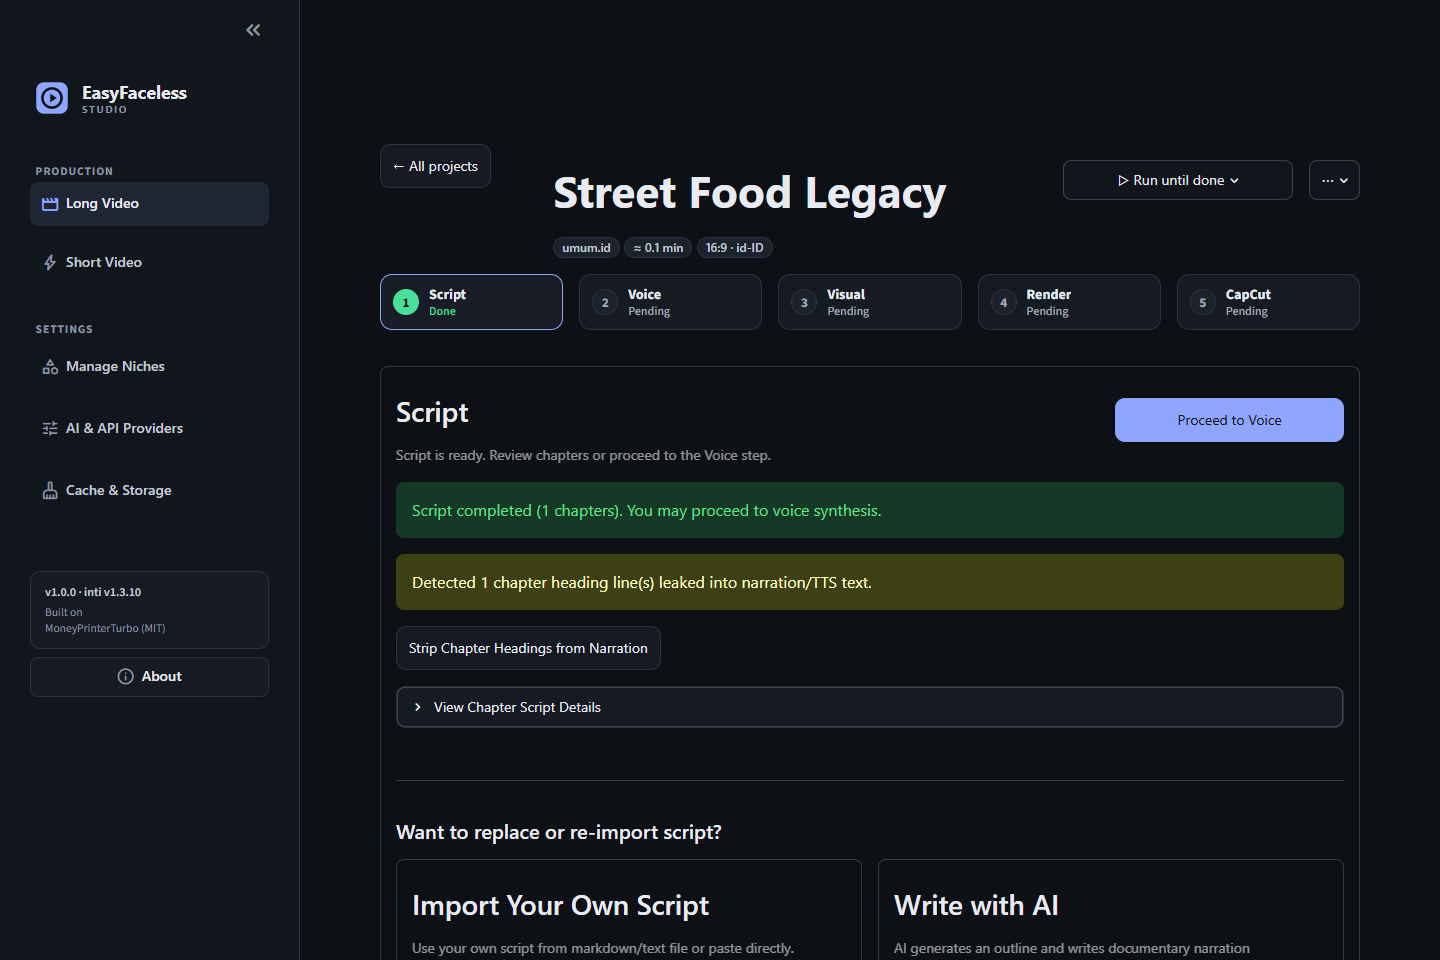 EasyFaceless
STUDIO
PRODUCTION
Long Video
Short Video
SETTINGS
Manage Niches
AI & API Providers
Cache & Storage
v1.0.0 · inti v1.3.10
Built on
MoneyPrinterTurbo (MIT)
About
← All projects
Street Food Legacy
Run until done
umum.id
≈ 0.1 min
16:9 · id-ID
1
Script
Done
2
Voice
Pending
3
Visual
Pending
4
Render
Pending
5
CapCut
Pending
Script
Proceed to Voice
Script is ready. Review chapters or proceed to the Voice step.
Script completed (1 chapters). You may proceed to voice synthesis.
Detected 1 chapter heading line(s) leaked into narration/TTS text.
Strip Chapter Headings from Narration
View Chapter Script Details
Want to replace or re-import script?
Import Your Own Script
Use your own script from markdown/text file or paste directly.
Write with AI
AI generates an outline and writes documentary narration